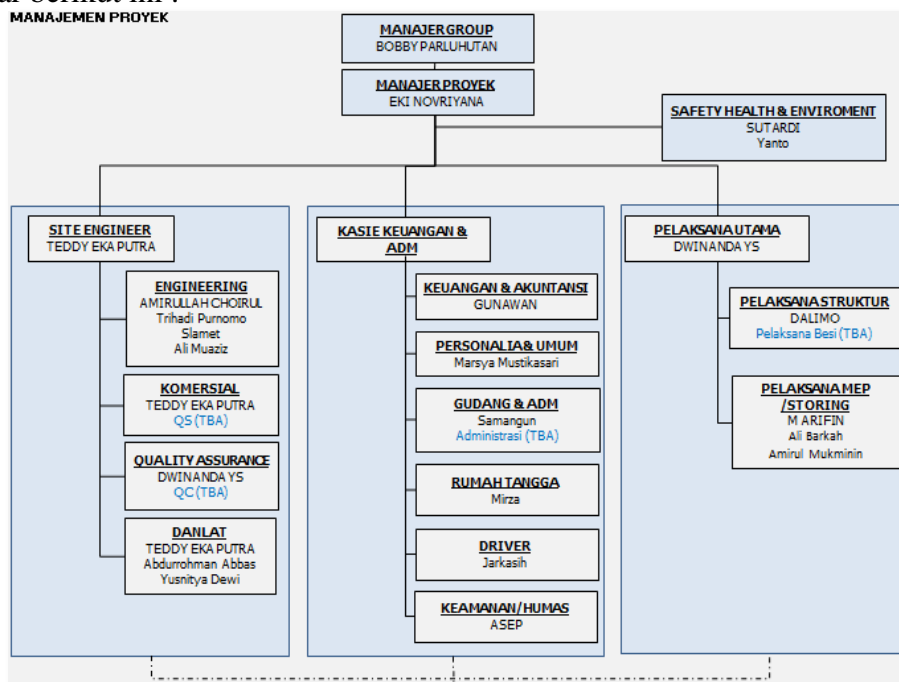 MANAJEMEN PROYEK
MANAJER GROUP
BOBBY PARLUHUTAN
MANAJER PROYEK
EKI NOVRIYANA
SAFETY HEALTH & ENVIROMENT
SUTARDI
Yanto
SITE ENGINEER
TEDDY EKA PUTRA
ENGINEERING
AMIRULLAH CHOIRUL
Trihadi Purnomo
Slamet
Ali Muaziz
KOMERSIAL
TEDDY EKA PUTRA
QS (TBA)
QUALITY ASSURANCE
DWINANDA YS
QC (TBA)
DANLAT
TEDDY EKA PUTRA
Abdurrohman Abbas
Yusnitya Dewi
KASIE KEUANGAN &
ADM
KEUANGAN & AKUNTANSI
GUNAWAN
PERSONALIA & UMUM
Marsya Mustikasari
GUDANG & ADM
Samangun
Administrasi (TBA)
RUMAH TANGGA
Mirza
DRIVER
Jarkasih
KEAMANAN/HUMAS
ASEP
PELAKSANA UTAMA
DWINANDA YS
PELAKSANA STRUKTUR
DALIMO
Pelaksana Besi (TBA)
PELAKSANA MEP
/STORING
M ARIFIN
Ali Barkah
Amirul Mukminin